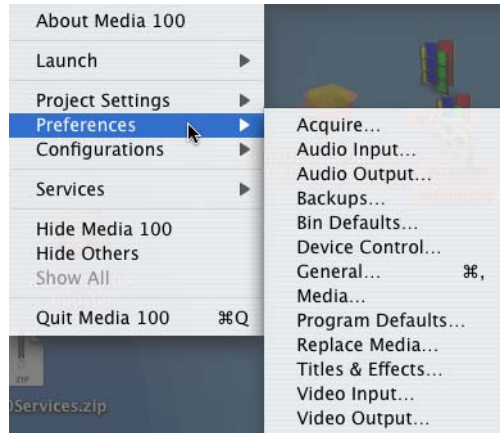 About Media 100
Launch
Project Settings
Preferences
Configurations
Services
Hide Media 100
Hide Others
Show All
Quit Media 100 ⌘Q
Acquire...
Audio Input...
Audio Output...
Backups...
Bin Defaults...
Device Control...
General... ⌘,
Media...
Program Defaults...
Replace Media...
Titles & Effects...
Video Input...
Video Output...
ZIP
0Services.zip